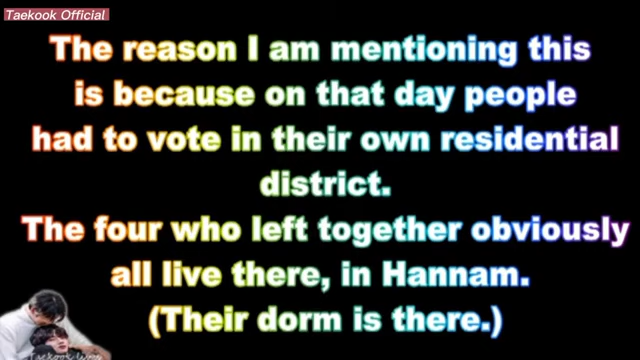 Taekook Official
The reason I am mentioning this
is because on that day people
had to vote in their own residential
district.
The four who left together obviously
all live there, in Hannam.
(Their dorm is there.)